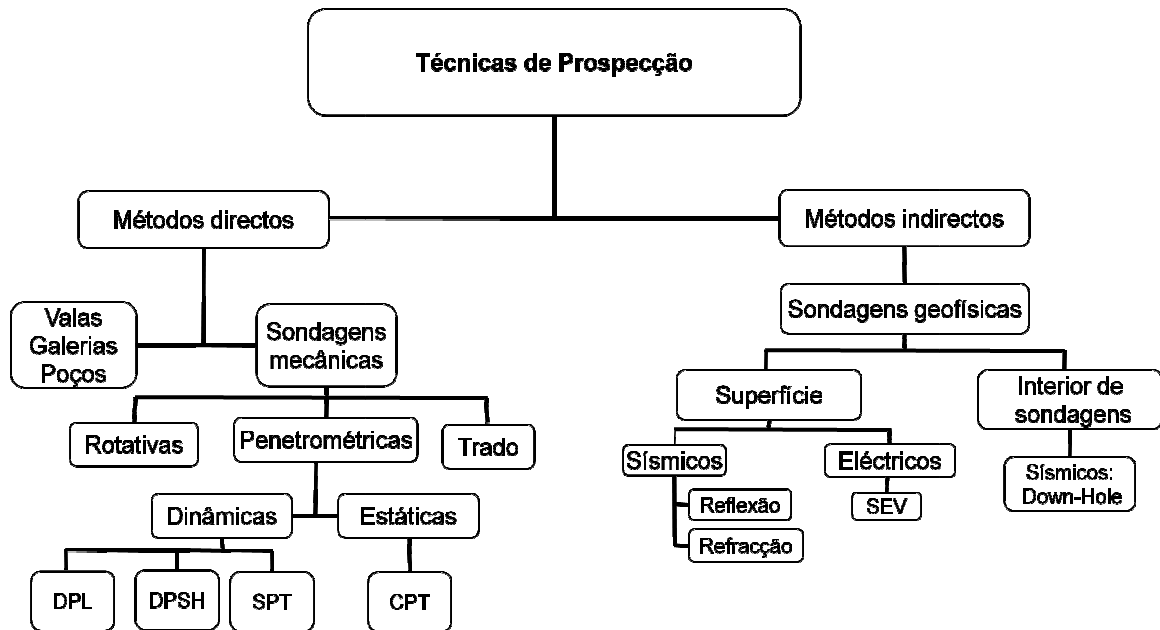 Técnicas de Prospecção
Métodos directos
Métodos indirectos
Valas
Galerias
Poços
Sondagens
mecânicas
Sondagens geofísicas
Superfície
Interior de
sondagens
Rotativas
Penetrométricas
Trado
Sísmicos
Eléctricos
Sísmicos:
Down-Hole
Reflexão
SEV
Refracção
Dinâmicas
Estáticas
DPL
DPSH
SPT
CPT